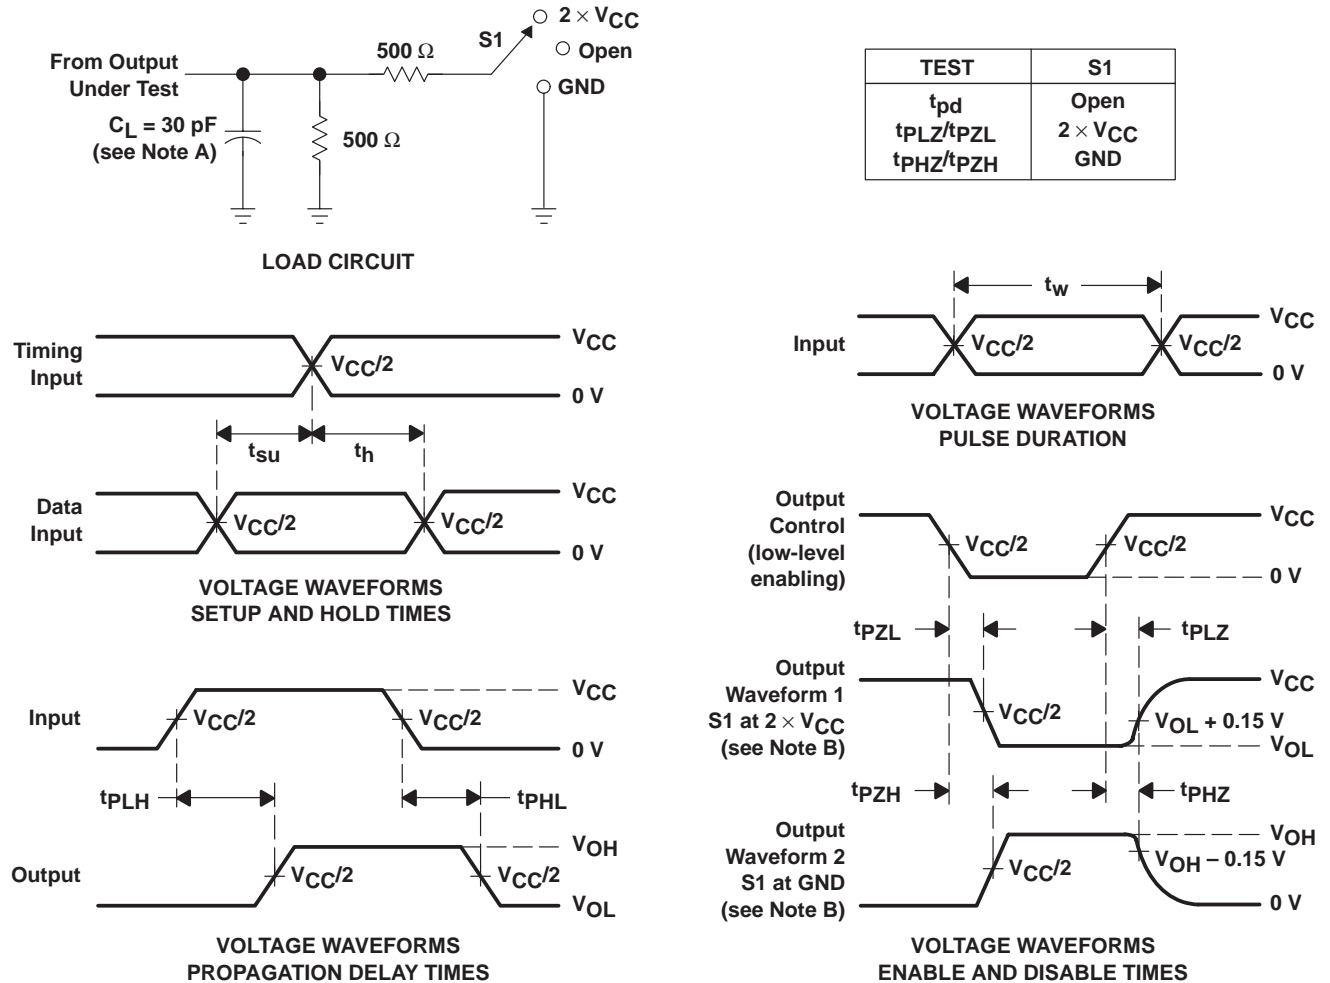 From Output
Under Test
C_L = 30 pF
(see Note A)
500 Ω
500 Ω
S1
2 × V_CC
Open
GND
LOAD CIRCUIT
TEST S1
t_pd Open
t_PLZ/t_PZL 2 × V_CC
t_PHZ/t_PZH GND
Timing
Input
V_CC/2
V_CC
0 V
t_su
t_h
Data
Input
V_CC/2
V_CC/2
V_CC
0 V
VOLTAGE WAVEFORMS
SETUP AND HOLD TIMES
t_w
Input
V_CC/2
V_CC/2
V_CC
0 V
VOLTAGE WAVEFORMS
PULSE DURATION
Input
V_CC/2
V_CC/2
V_CC
0 V
t_PLH
t_PHL
Output
V_CC/2
V_CC/2
V_OH
V_OL
VOLTAGE WAVEFORMS
PROPAGATION DELAY TIMES
Output
Control
(low-level
enabling)
V_CC/2
V_CC/2
V_CC
0 V
t_PZL
t_PLZ
Output
Waveform 1
S1 at 2 × V_CC
(see Note B)
V_CC/2
V_CC
V_OL + 0.15 V
V_OL
t_PZH
t_PHZ
Output
Waveform 2
S1 at GND
(see Note B)
V_CC/2
V_OH
V_OH − 0.15 V
0 V
VOLTAGE WAVEFORMS
ENABLE AND DISABLE TIMES